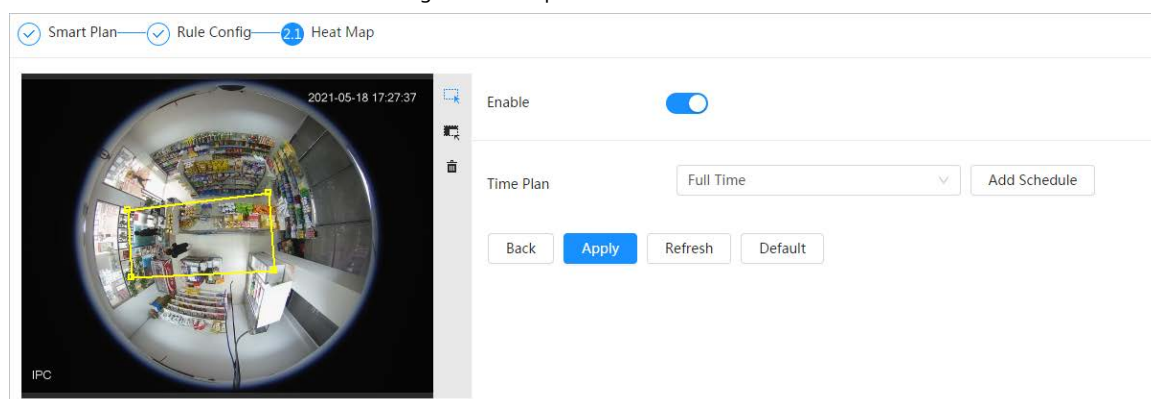 Smart Plan Rule Config 2.1 Heat Map
2021-05-18 17:27:37
Enable
Time Plan Full Time Add Schedule
Back Apply Refresh Default
IPC